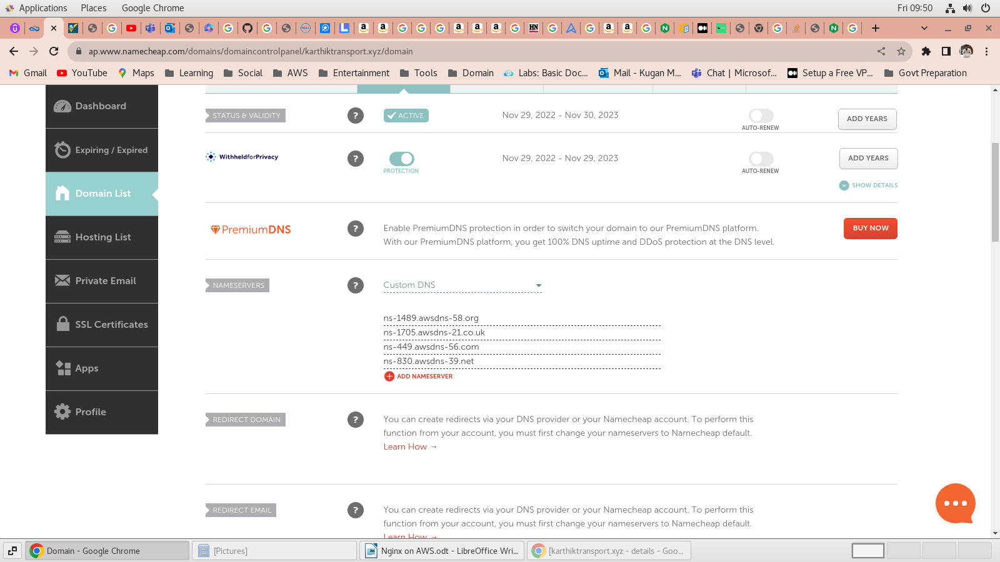 Applications Places Google Chrome Fri 09:50
ap.www.namecheap.com/domains/domaincontrolpanel/karthiktransport.xyz/domain
Gmail YouTube Maps Learning Social AWS Entertainment Tools Domain Labs: Basic Doc... Mail - Kugan M... Chat | Microsof... Setup a Free VP... Govt Preparation
Dashboard
Expiring / Expired
Domain List
Hosting List
Private Email
SSL Certificates
Apps
Profile
STATUS & VALIDITY ? ACTIVE Nov 29, 2022 - Nov 30, 2023 AUTO-RENEW ADD YEARS
WithheldforPrivacy ? PROTECTION Nov 29, 2022 - Nov 29, 2023 AUTO-RENEW ADD YEARS
SHOW DETAILS
PremiumDNS ? Enable PremiumDNS protection in order to switch your domain to our PremiumDNS platform. BUY NOW
With our PremiumDNS platform, you get 100% DNS uptime and DDoS protection at the DNS level.
NAMESERVERS ? Custom DNS
ns-1489.awsdns-58.org
ns-1705.awsdns-21.co.uk
ns-449.awsdns-56.com
ns-830.awsdns-39.net
ADD NAMESERVER
REDIRECT DOMAIN ? You can create redirects via your DNS provider or your Namecheap account. To perform this
function from your account, you must first change your nameservers to Namecheap default.
Learn How →
REDIRECT EMAIL ? You can create redirects via your DNS provider or your Namecheap account. To perform this
function from your account, you must first change your nameservers to Namecheap default.
Learn How →
Domain - Google Chrome [Pictures] Nginx on AWS.odt - LibreOffice Wri... [karthiktransport.xyz - details - Goo...